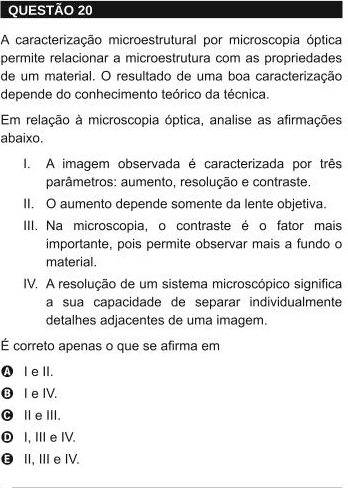 QUESTÃO 20
A caracterização microestrutural por microscopia óptica
permite relacionar a microestrutura com as propriedades
de um material. O resultado de uma boa caracterização
depende do conhecimento teórico da técnica.
Em relação à microscopia óptica, analise as afirmações
abaixo.
I. A imagem observada é caracterizada por três
parâmetros: aumento, resolução e contraste.
II. O aumento depende somente da lente objetiva.
III. Na microscopia, o contraste é o fator mais
importante, pois permite observar mais a fundo o
material.
IV. A resolução de um sistema microscópico significa
a sua capacidade de separar individualmente
detalhes adjacentes de uma imagem.
É correto apenas o que se afirma em
A I e II.
B I e IV.
C II e III.
D I, III e IV.
E II, III e IV.